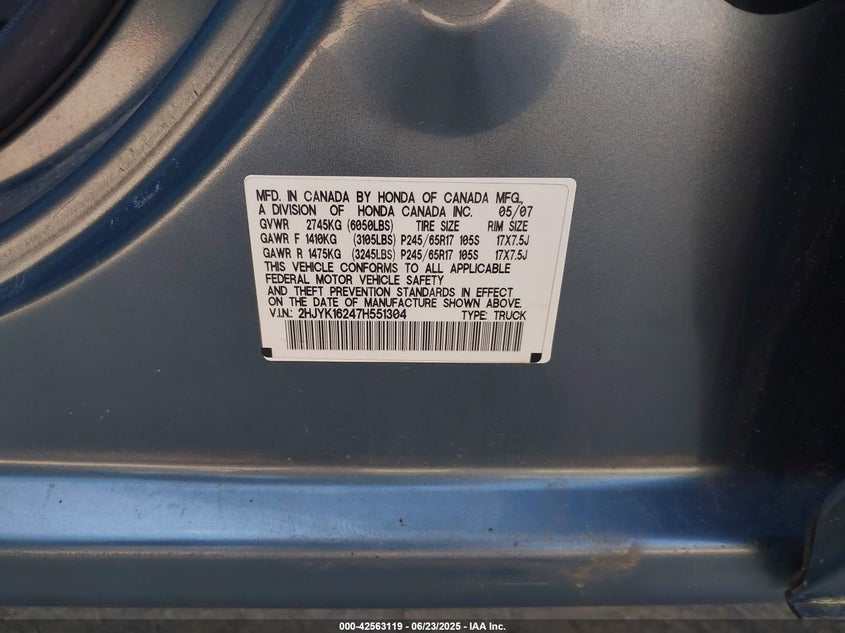 MFD. IN CANADA BY HONDA OF CANADA MFG.,
A DIVISION OF HONDA CANADA INC. 05/07
GVWR 2745KG (6050LBS) TIRE SIZE RIM SIZE
GAWR F 1410KG (3105LBS) P245/65R17 105S 17X7.5J
GAWR R 1475KG (3245LBS) P245/65R17 105S 17X7.5J
THIS VEHICLE CONFORMS TO ALL APPLICABLE
FEDERAL MOTOR VEHICLE SAFETY
AND THEFT PREVENTION STANDARDS IN EFFECT
ON THE DATE OF MANUFACTURE SHOWN ABOVE.
V.I.N.: 2HJYK16247H551304 TYPE: TRUCK
000-42563119 - 06/23/2025 - IAA Inc.